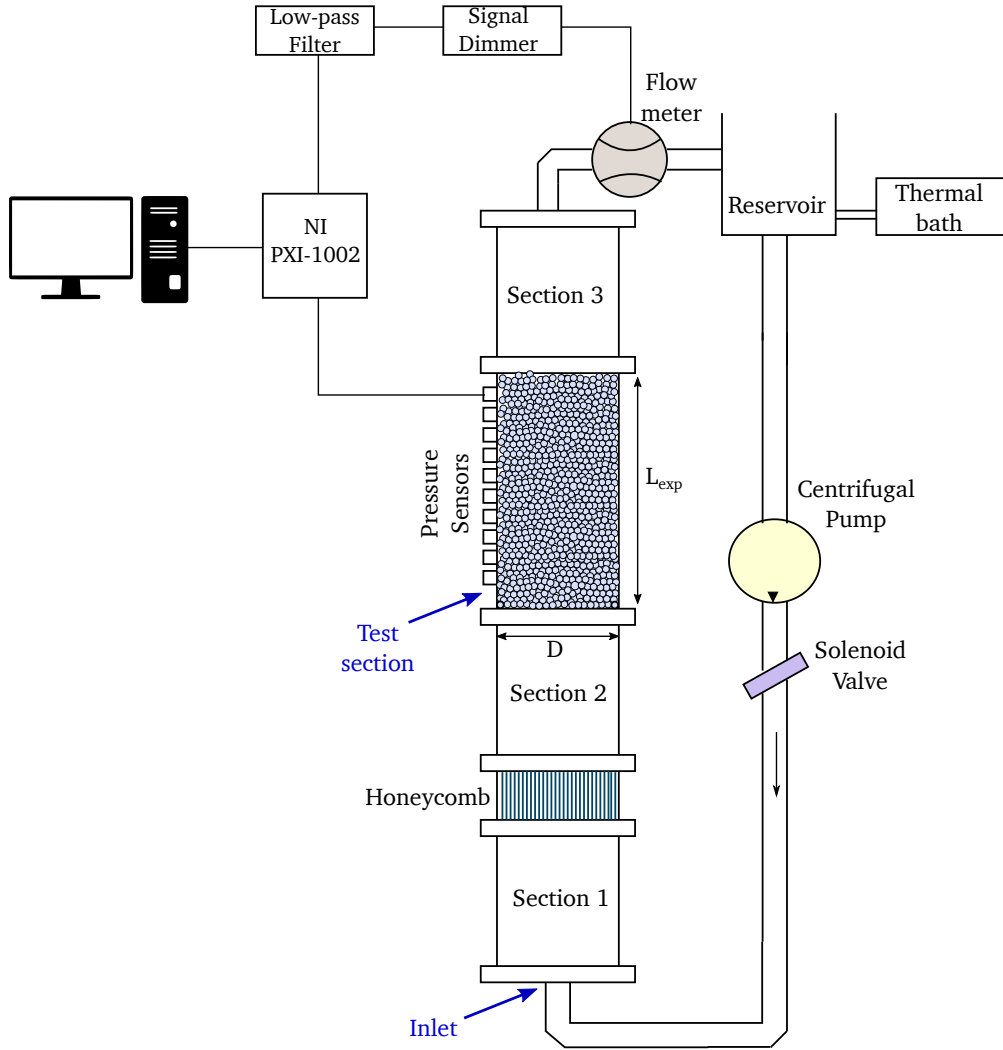 Low-pass
Filter
Signal
Dimmer
Flow
meter
Reservoir
Thermal
bath
NI
PXI-1002
Section 3
Pressure
Sensors
L_exp
Centrifugal
Pump
Test
section
D
Solenoid
Valve
Section 2
Honeycomb
Section 1
Inlet